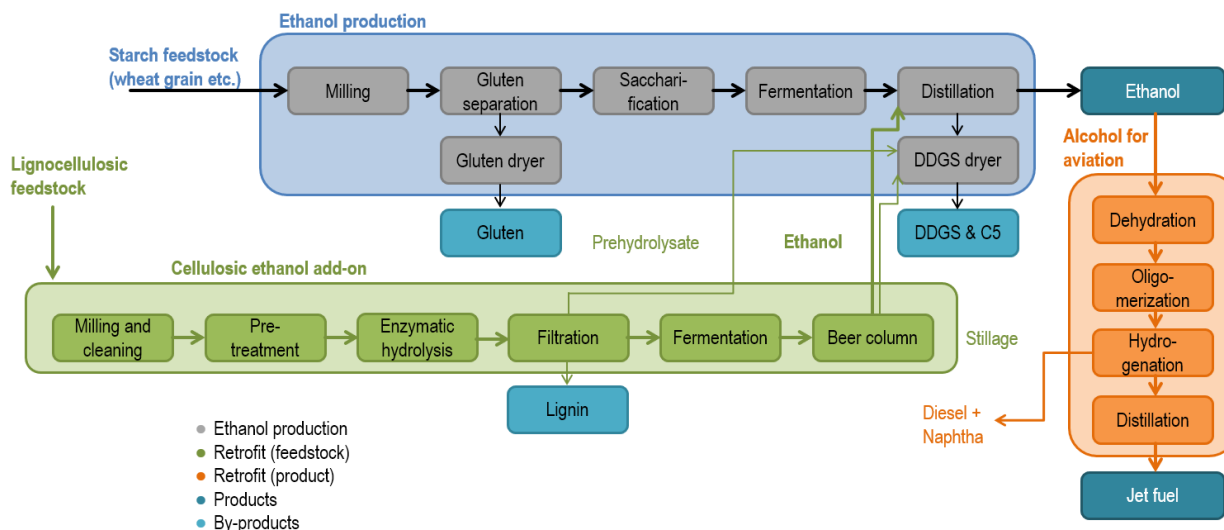 Ethanol production
Starch feedstock
(wheat grain etc.)
Milling
Gluten
separation
Sacchari-
fication
Fermentation
Distillation
Ethanol
Gluten dryer
DDGS dryer
Alcohol for
aviation
Lignocellulosic
feedstock
Gluten
Prehydrolysate
Ethanol
DDGS & C5
Dehydration
Cellulosic ethanol add-on
Oligo-
merization
Milling and
cleaning
Pre-
treatment
Enzymatic
hydrolysis
Filtration
Fermentation
Beer column
Stillage
Hydro-
genation
Lignin
Diesel +
Naphtha
Distillation
Ethanol production
Retrofit (feedstock)
Retrofit (product)
Products
By-products
Jet fuel